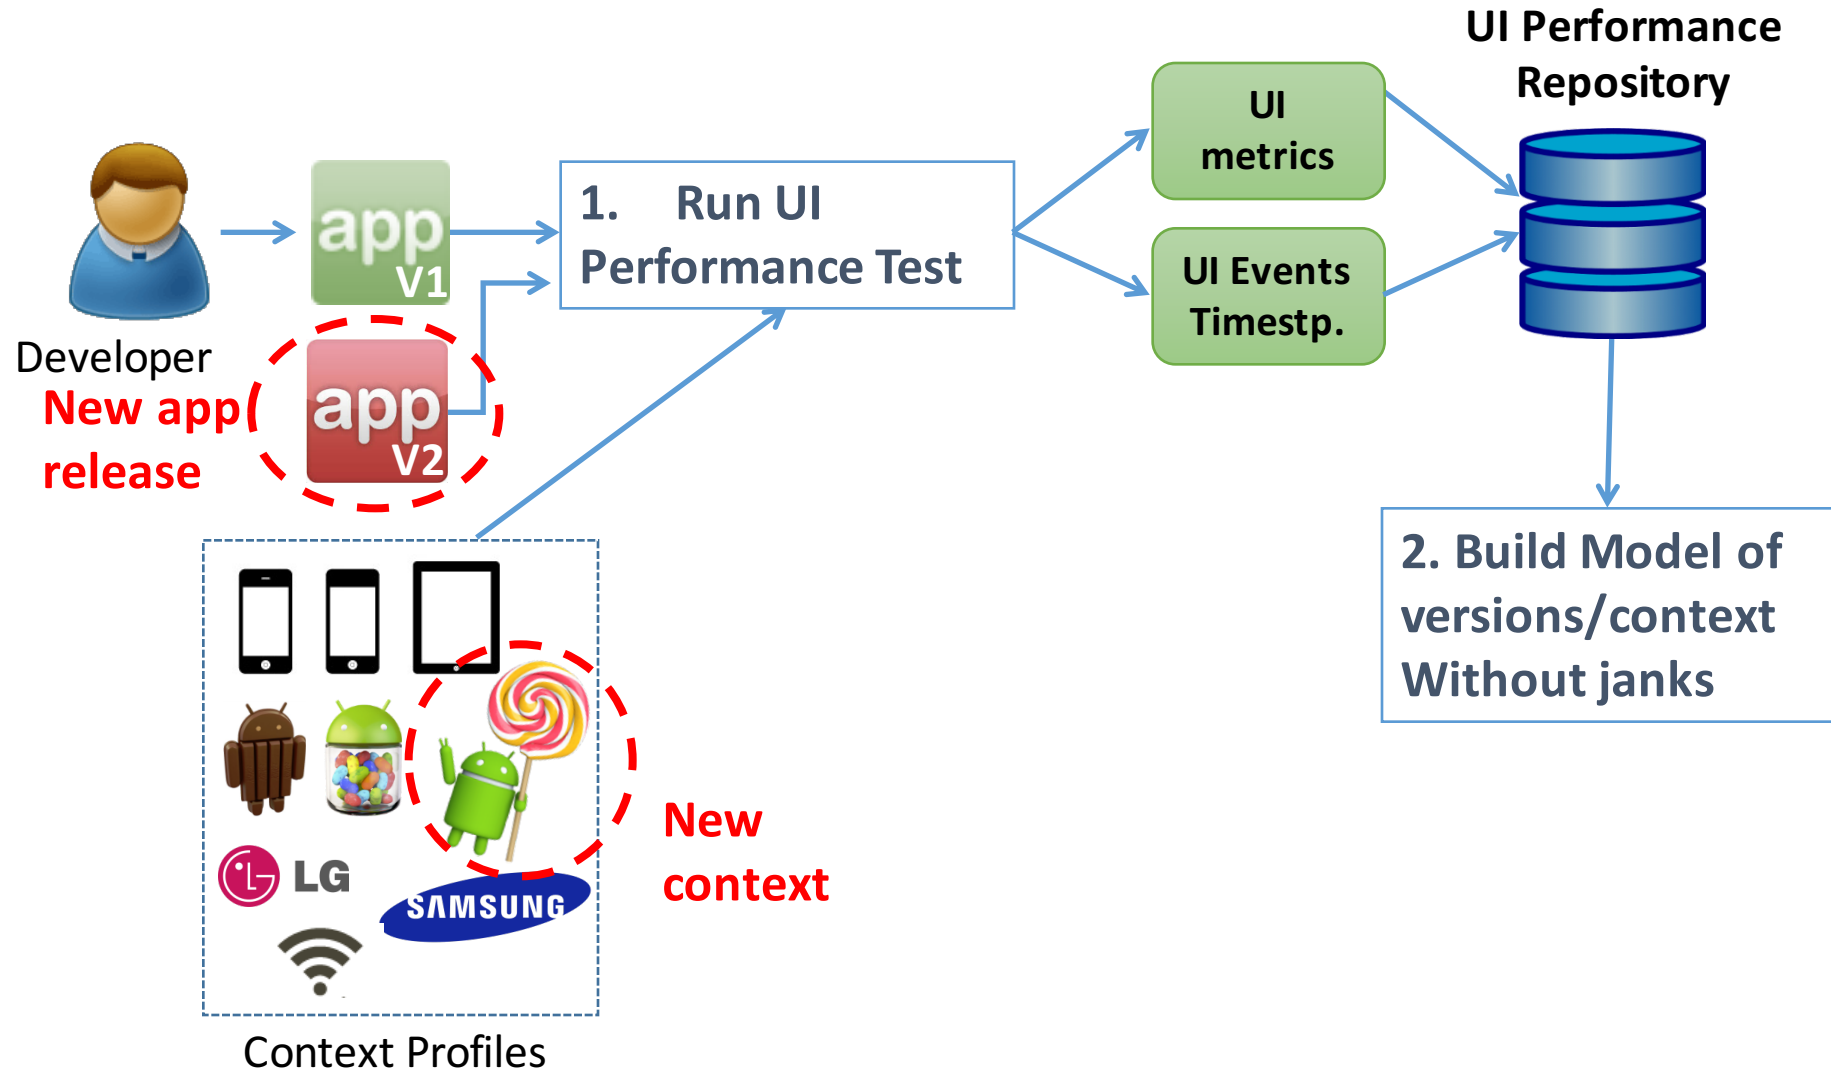 UI Performance
Repository
UI
metrics
app
V1
1. Run UI
Performance Test
UI Events
Timestp.
Developer
New app
release
app
V2
2. Build Model of
versions/context
Without janks
New
context
LG
LG
SAMSUNG
Context Profiles